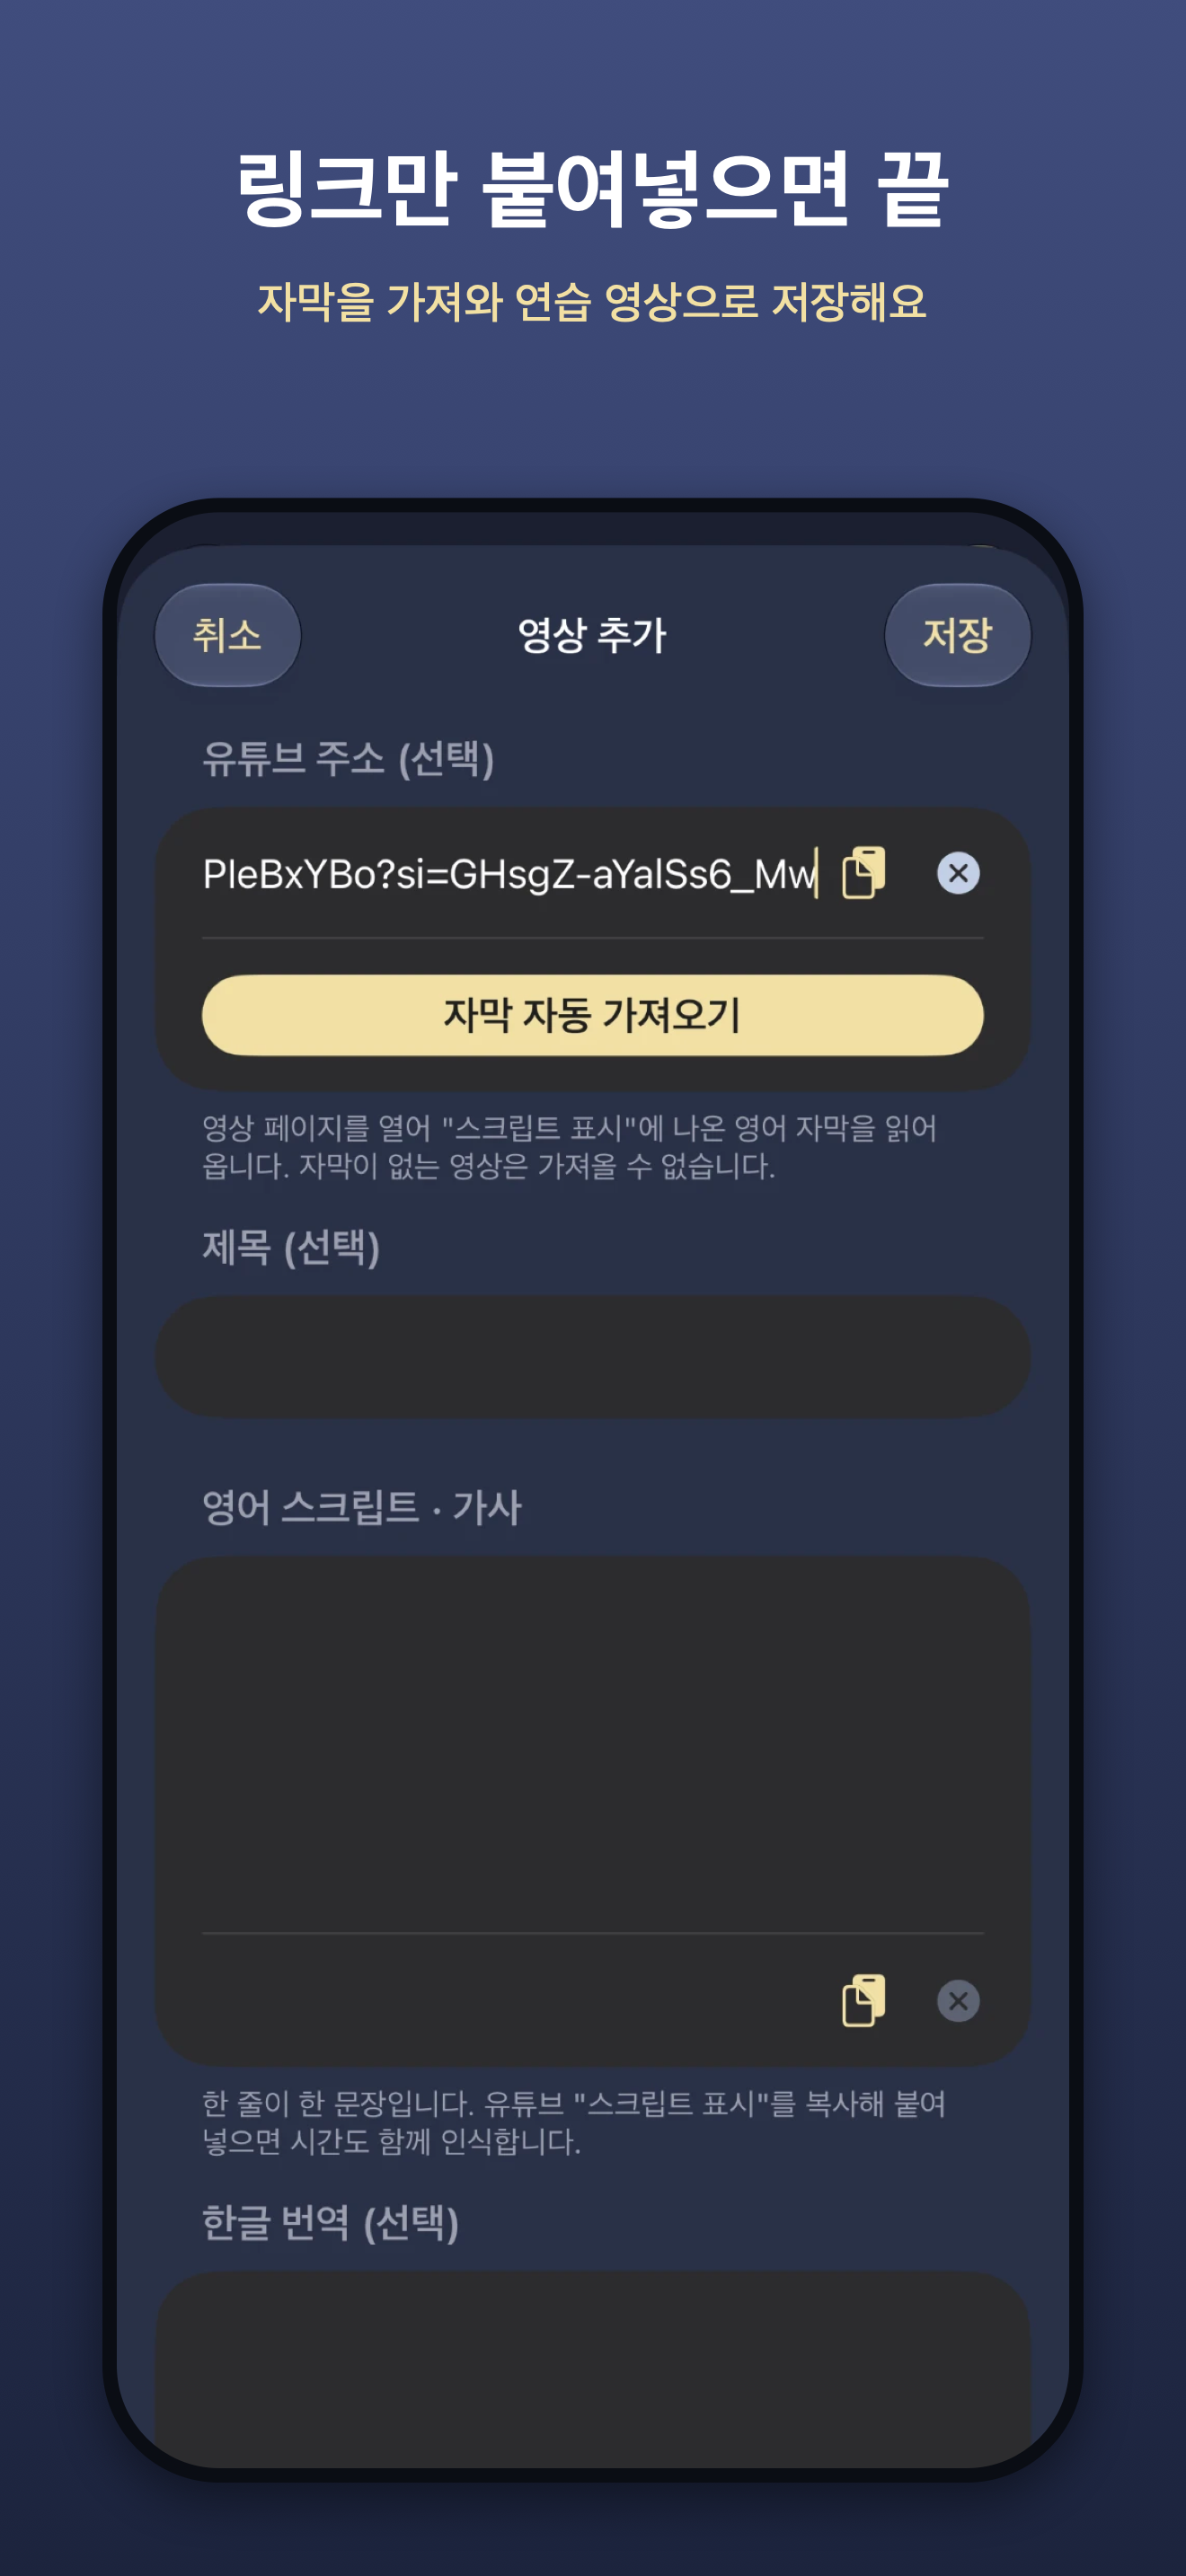 링크만 붙여넣으면 끝
자막을 가져와 연습 영상으로 저장해요
취소
영상 추가
저장
유튜브 주소 (선택)
PleBxYBo?si=GHsgZ-aYalSs6_Mw
자막 자동 가져오기
영상 페이지를 열어 "스크립트 표시"에 나온 영어 자막을 읽어
옵니다. 자막이 없는 영상은 가져올 수 없습니다.
제목 (선택)
영어 스크립트 · 가사
한 줄이 한 문장입니다. 유튜브 "스크립트 표시"를 복사해 붙여
넣으면 시간도 함께 인식합니다.
한글 번역 (선택)